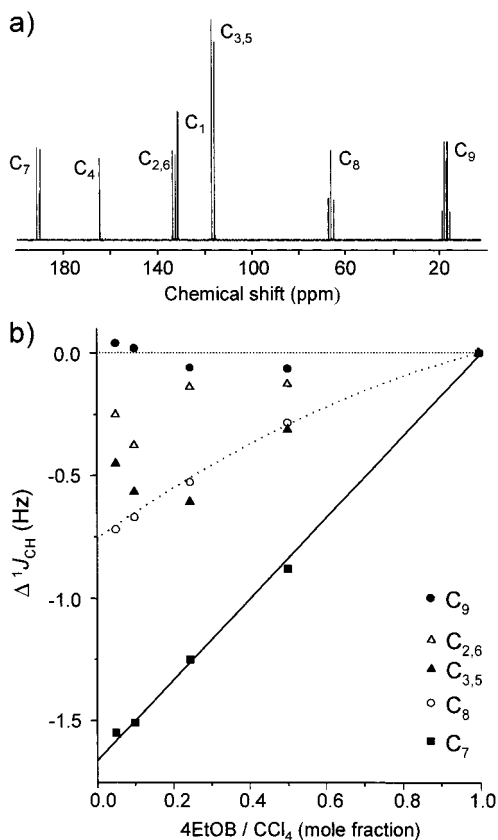 a)
C3,5
C1
C7
C4
C2,6
C8
C9
180 140 100 60 20
Chemical shift (ppm)
b)
0.0
-0.5
-1.0
-1.5
Δ ¹JCH (Hz)
C9
C2,6
C3,5
C8
C7
0.0 0.2 0.4 0.6 0.8 1.0
4EtOB / CCl4 (mole fraction)